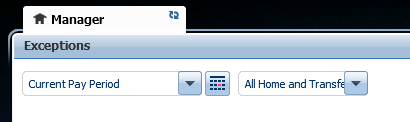 Manager
Exceptions
Current Pay Period All Home and Transfe